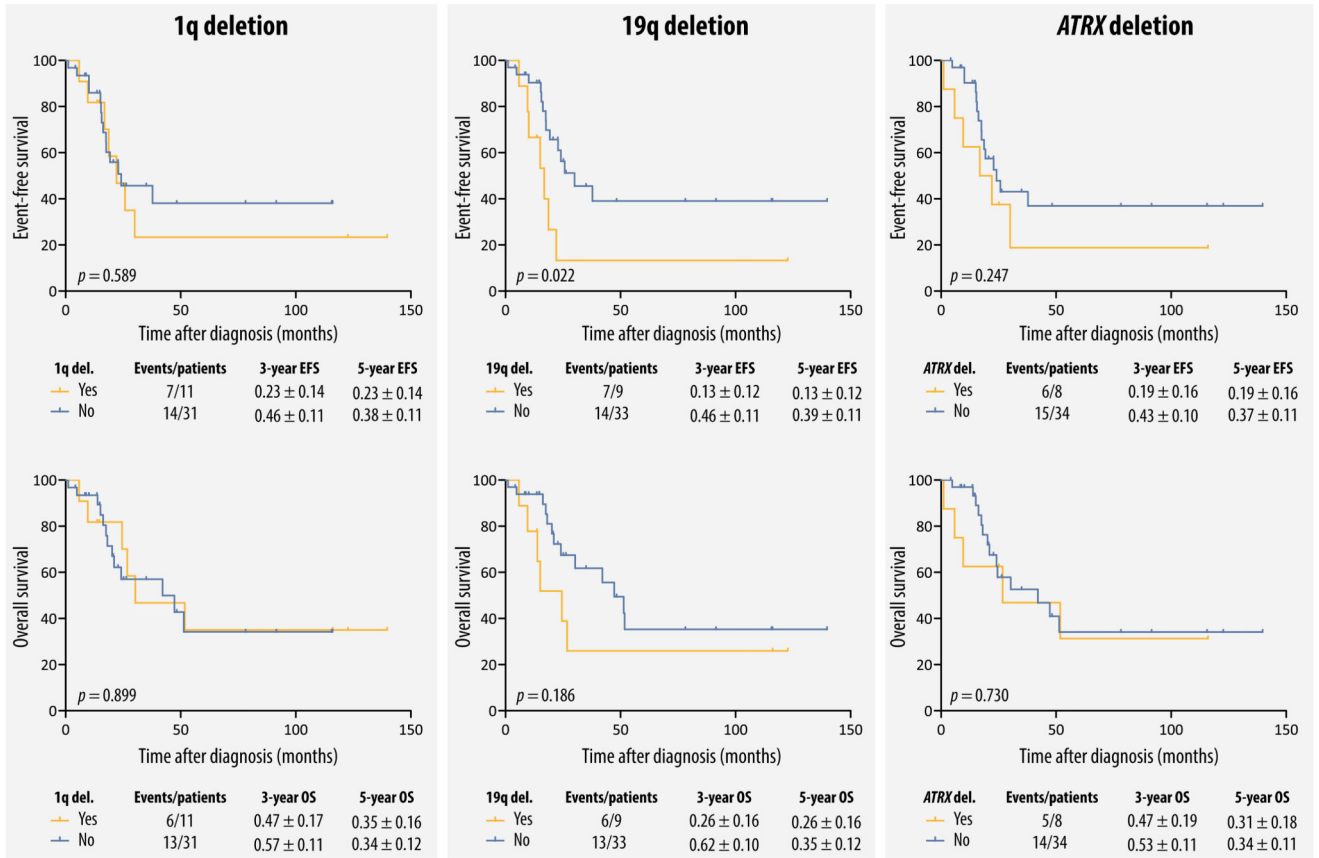 1q deletion
Event-free survival
100
80
60
40
20
0
p = 0.589
0 50 100 150
Time after diagnosis (months)
1q del. Events/patients 3-year EFS 5-year EFS
Yes 7/11 0.23 ± 0.14 0.23 ± 0.14
No 14/31 0.46 ± 0.11 0.38 ± 0.11
Overall survival
100
80
60
40
20
0
p = 0.899
0 50 100 150
Time after diagnosis (months)
1q del. Events/patients 3-year OS 5-year OS
Yes 6/11 0.47 ± 0.17 0.35 ± 0.16
No 13/31 0.57 ± 0.11 0.34 ± 0.12
19q deletion
Event-free survival
100
80
60
40
20
0
p = 0.022
0 50 100 150
Time after diagnosis (months)
19q del. Events/patients 3-year EFS 5-year EFS
Yes 7/9 0.13 ± 0.12 0.13 ± 0.12
No 14/33 0.46 ± 0.11 0.39 ± 0.11
Overall survival
100
80
60
40
20
0
p = 0.186
0 50 100 150
Time after diagnosis (months)
19q del. Events/patients 3-year OS 5-year OS
Yes 6/9 0.26 ± 0.16 0.26 ± 0.16
No 13/33 0.62 ± 0.10 0.35 ± 0.12
ATRX deletion
Event-free survival
100
80
60
40
20
0
p = 0.247
0 50 100 150
Time after diagnosis (months)
ATRX del. Events/patients 3-year EFS 5-year EFS
Yes 6/8 0.19 ± 0.16 0.19 ± 0.16
No 15/34 0.43 ± 0.10 0.37 ± 0.11
Overall survival
100
80
60
40
20
0
p = 0.730
0 50 100 150
Time after diagnosis (months)
ATRX del. Events/patients 3-year OS 5-year OS
Yes 5/8 0.47 ± 0.19 0.31 ± 0.18
No 14/34 0.53 ± 0.11 0.34 ± 0.11